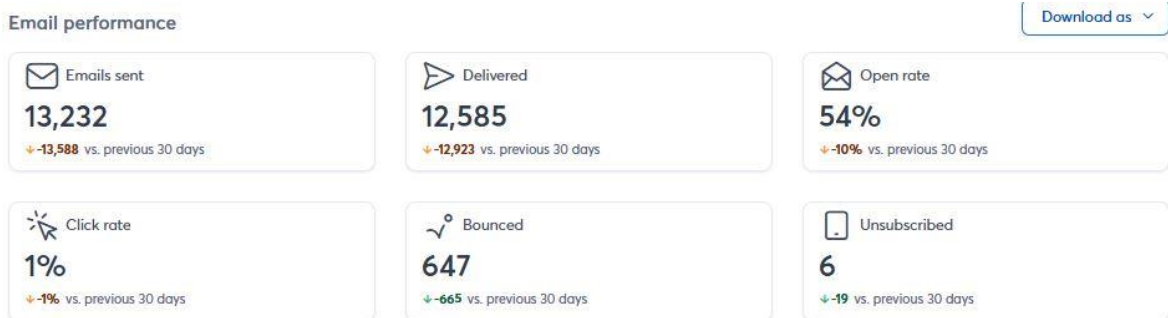 Email performance
Download as
Emails sent
13,232
-13,588 vs. previous 30 days
Delivered
12,585
-12,923 vs. previous 30 days
Open rate
54%
-10% vs. previous 30 days
Click rate
1%
-1% vs. previous 30 days
Bounced
647
-665 vs. previous 30 days
Unsubscribed
6
-19 vs. previous 30 days